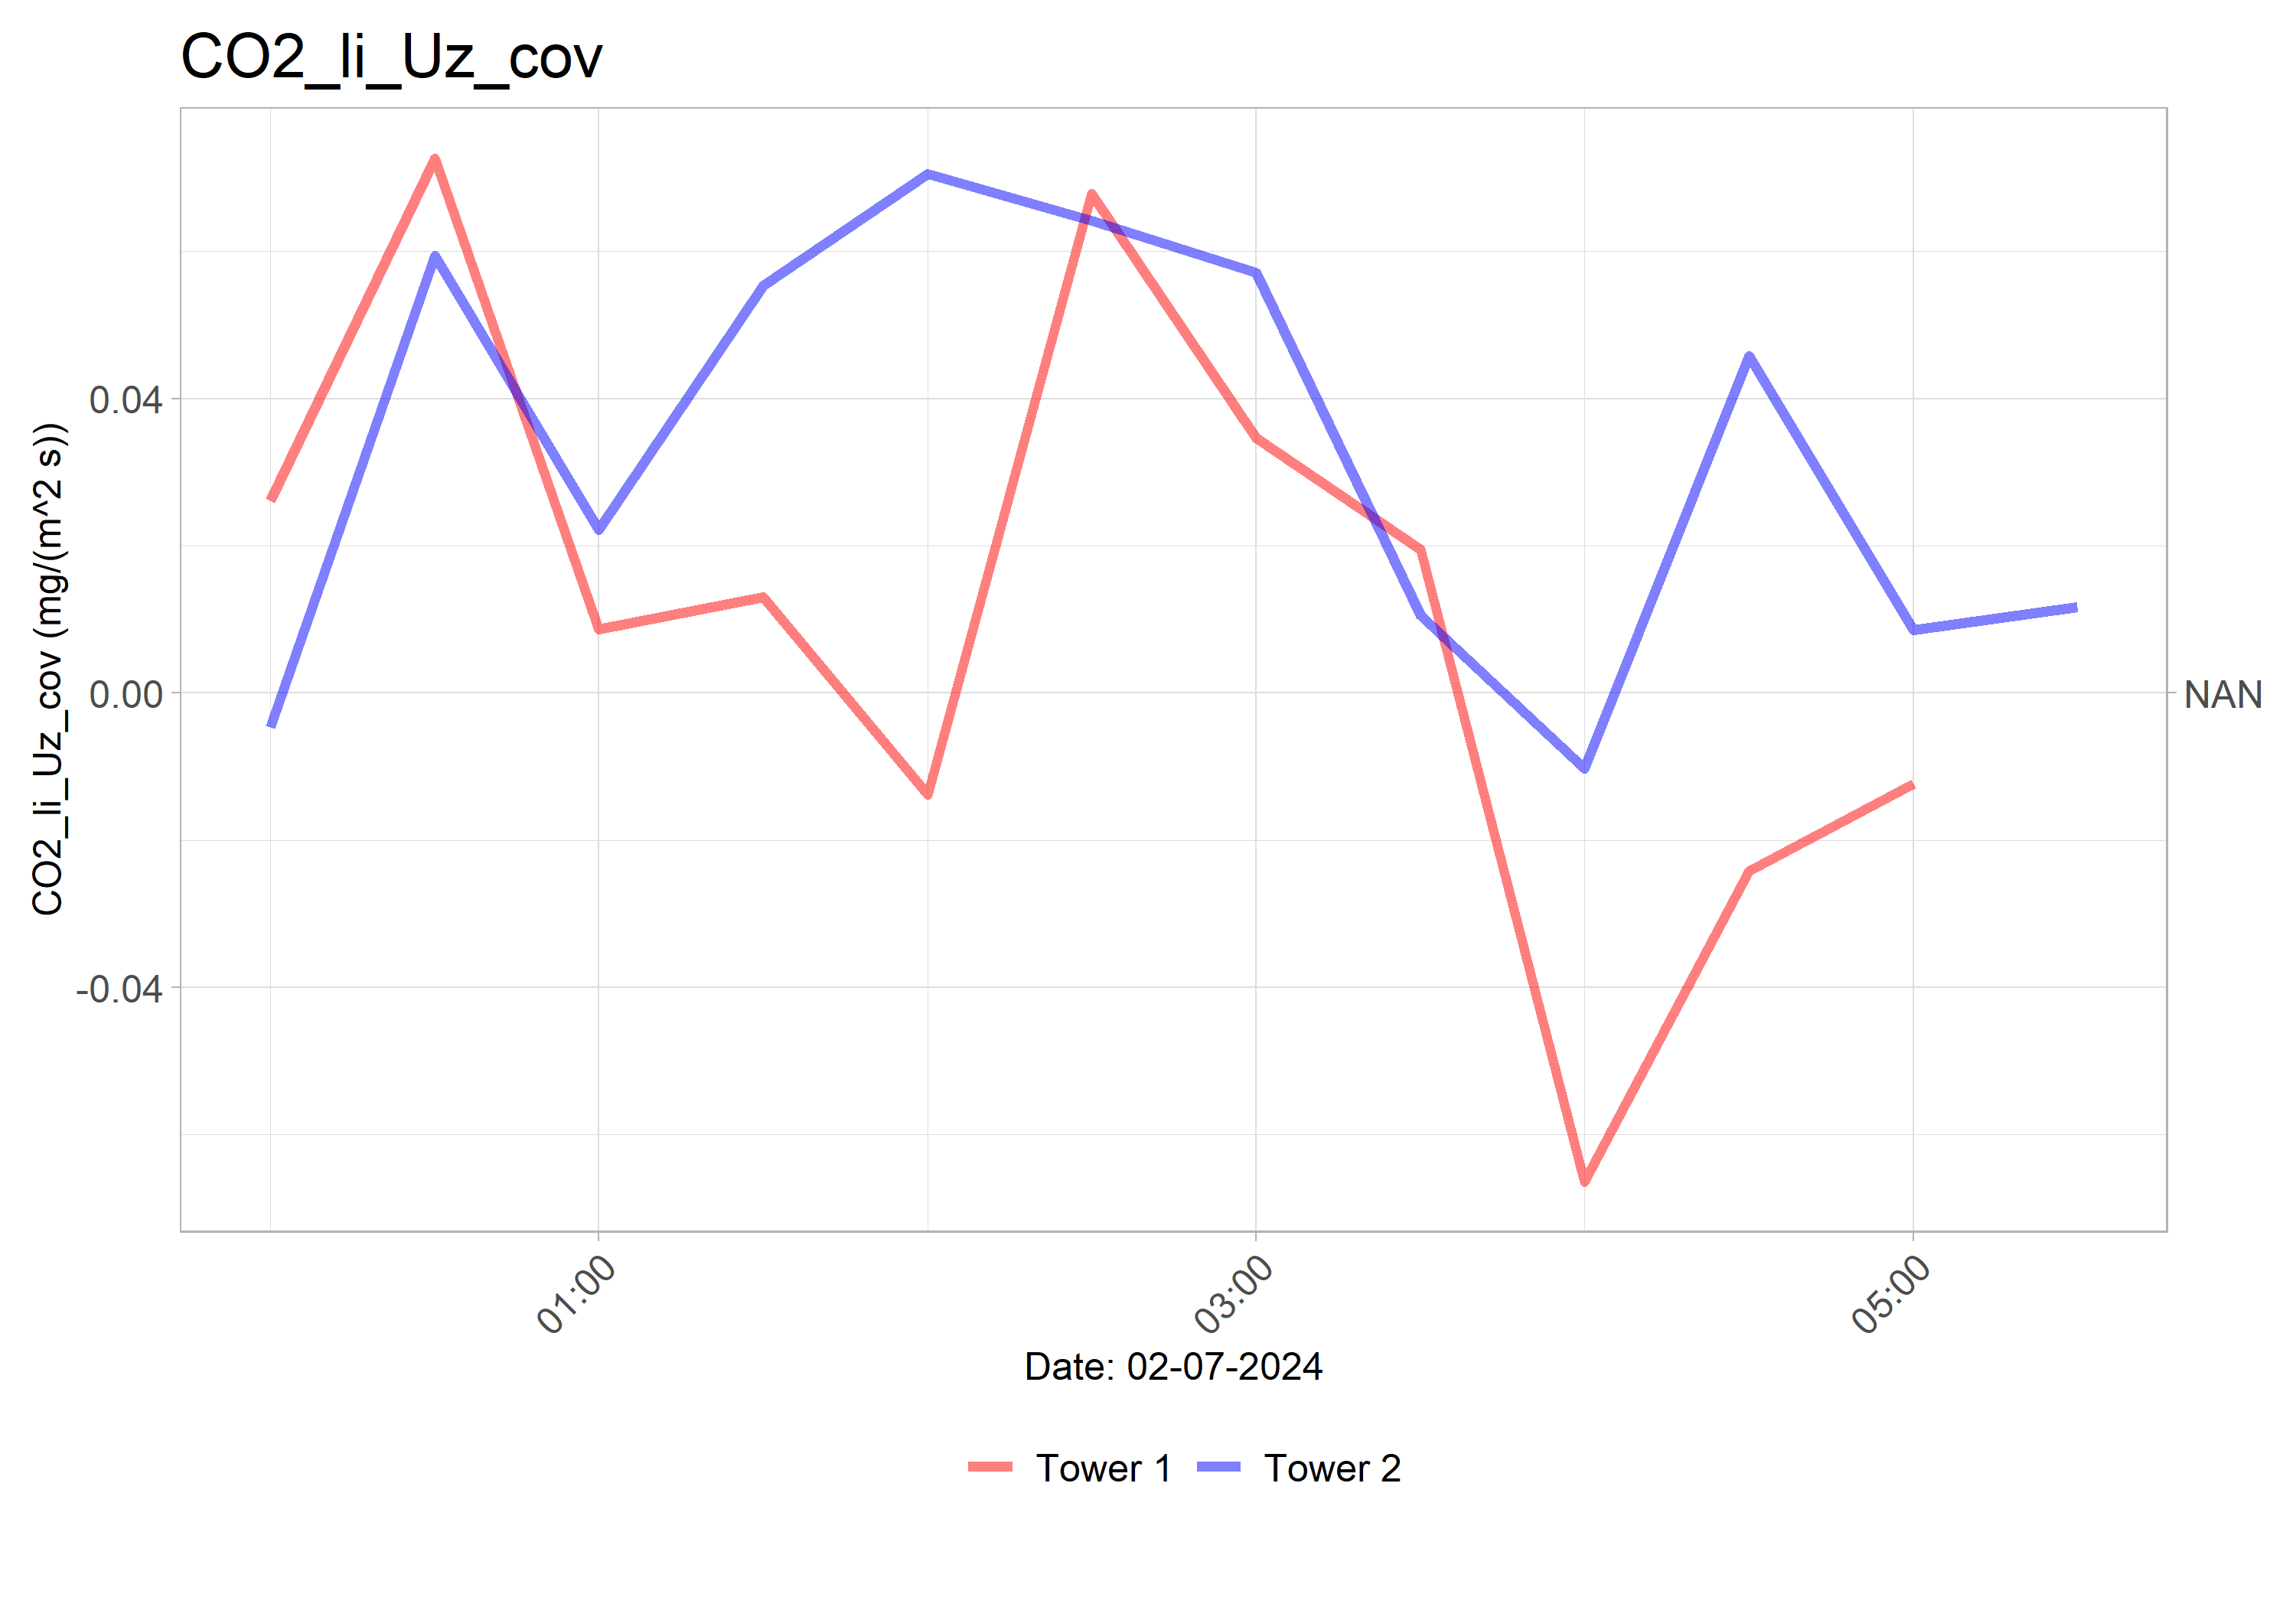 CO2_li_Uz_cov
CO2_li_Uz_cov (mg/(m^2 s))
0.04
0.00
-0.04
NAN
01:00
03:00
05:00
Date: 02-07-2024
Tower 1
Tower 2